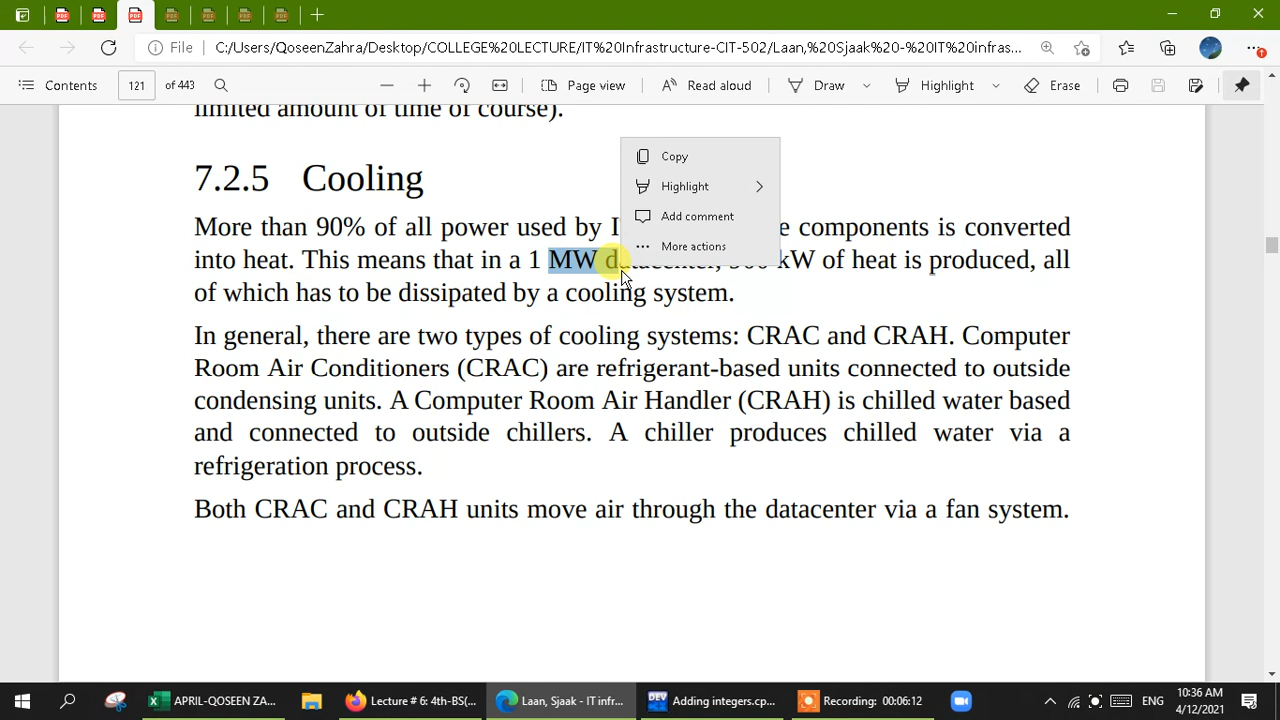 File
C:/Users/QoseenZahra/Desktop/COLLEGE%20LECTURE/IT%20Infrastructure-CIT-502/Laan,%20Sjaak%20-%20IT%20infras...
Contents
121
of 443
Page view
Read aloud
Draw
Highlight
Erase
limited amount of time of course).
7.2.5 Cooling
Copy
Highlight
Add comment
More actions
More than 90% of all power used by components is converted
into heat. This means that in a 1 MW datacenter, 900 kW of heat is produced, all
of which has to be dissipated by a cooling system.
In general, there are two types of cooling systems: CRAC and CRAH. Computer
Room Air Conditioners (CRAC) are refrigerant-based units connected to outside
condensing units. A Computer Room Air Handler (CRAH) is chilled water based
and connected to outside chillers. A chiller produces chilled water via a
refrigeration process.
Both CRAC and CRAH units move air through the datacenter via a fan system.
APRIL-QOSEEN ZA...
Lecture # 6: 4th-BS(...
Laan, Sjaak - IT infr...
DEV
Adding integers.cp...
Recording: 00:06:12
ENG
10:36 AM
4/12/2021